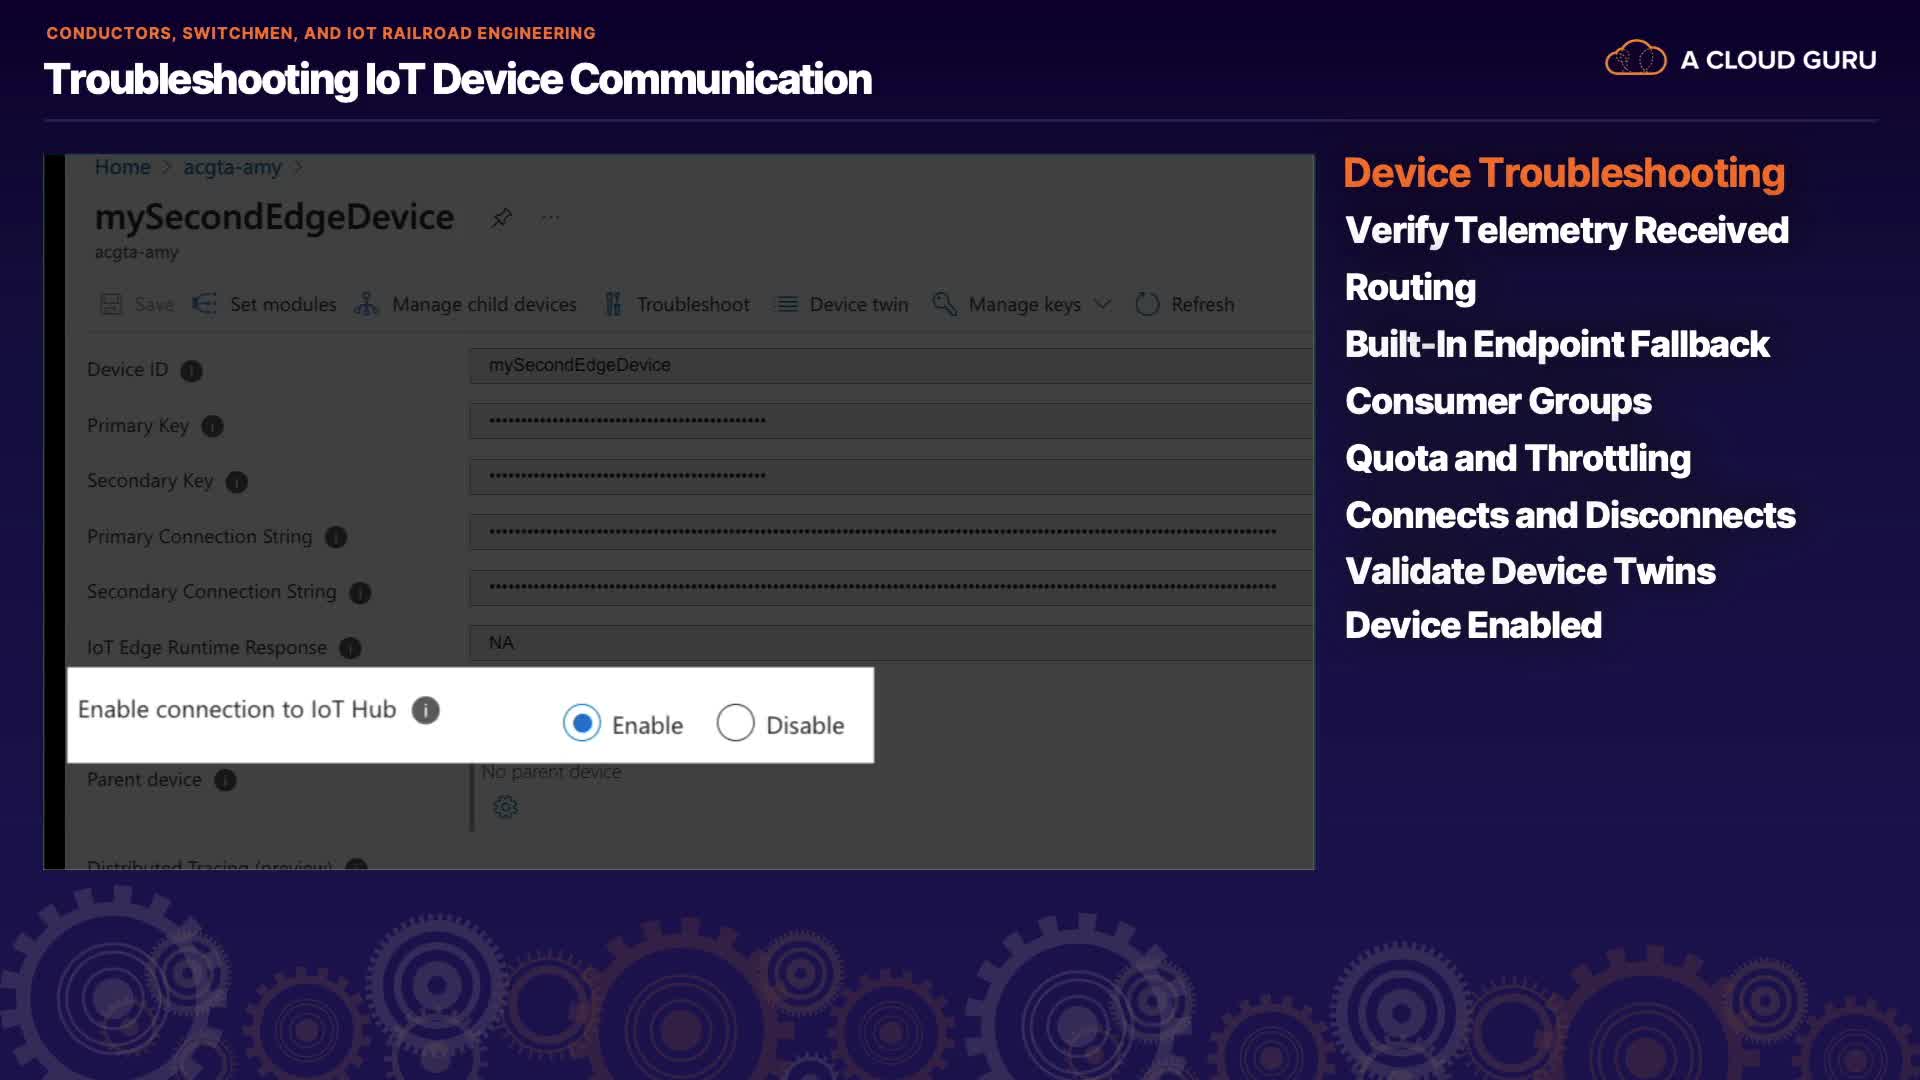 CONDUCTORS, SWITCHMEN, AND IOT RAILROAD ENGINEERING
Troubleshooting IoT Device Communication
A CLOUD GURU
Home > acgta-amy >
mySecondEdgeDevice ...
acgta-amy
Save Set modules Manage child devices Troubleshoot Device twin Manage keys Refresh
Device ID mySecondEdgeDevice
Primary Key
Secondary Key
Primary Connection String
Secondary Connection String
IoT Edge Runtime Response NA
Enable connection to IoT Hub Enable Disable
Parent device No parent device
Distributed Tracing (preview)
Device Troubleshooting
Verify Telemetry Received
Routing
Built-In Endpoint Fallback
Consumer Groups
Quota and Throttling
Connects and Disconnects
Validate Device Twins
Device Enabled